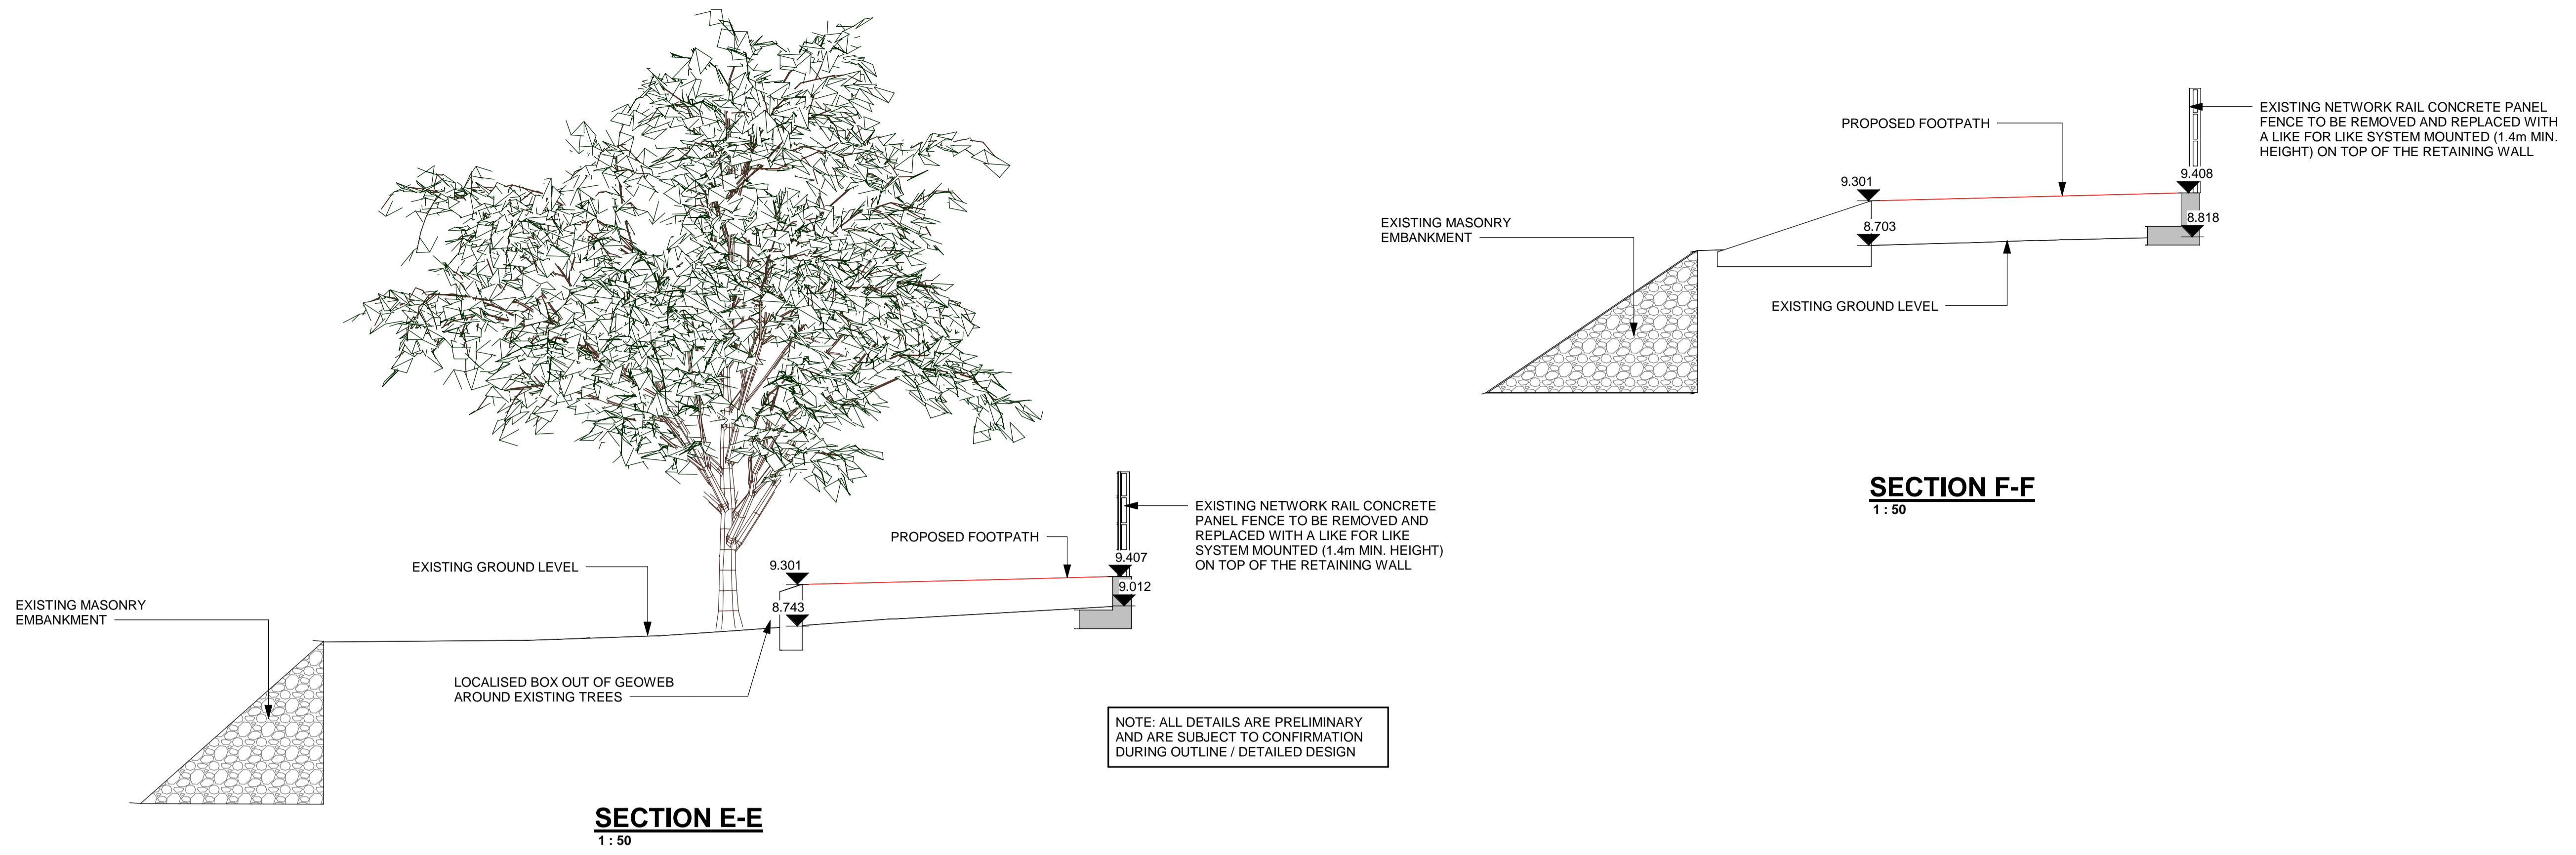 EXISTING MASONRY
EMBANKMENT
EXISTING GROUND LEVEL
LOCALISED BOX OUT OF GEOWEB
AROUND EXISTING TREES
9.301
8.743
PROPOSED FOOTPATH
9.407
9.012
EXISTING NETWORK RAIL CONCRETE
PANEL FENCE TO BE REMOVED AND
REPLACED WITH A LIKE FOR LIKE
SYSTEM MOUNTED (1.4m MIN. HEIGHT)
ON TOP OF THE RETAINING WALL
SECTION E-E
1 : 50
NOTE: ALL DETAILS ARE PRELIMINARY
AND ARE SUBJECT TO CONFIRMATION
DURING OUTLINE / DETAILED DESIGN
EXISTING MASONRY
EMBANKMENT
PROPOSED FOOTPATH
9.301
8.703
EXISTING GROUND LEVEL
9.408
8.818
EXISTING NETWORK RAIL CONCRETE PANEL
FENCE TO BE REMOVED AND REPLACED WITH
A LIKE FOR LIKE SYSTEM MOUNTED (1.4m MIN.
HEIGHT) ON TOP OF THE RETAINING WALL
SECTION F-F
1 : 50